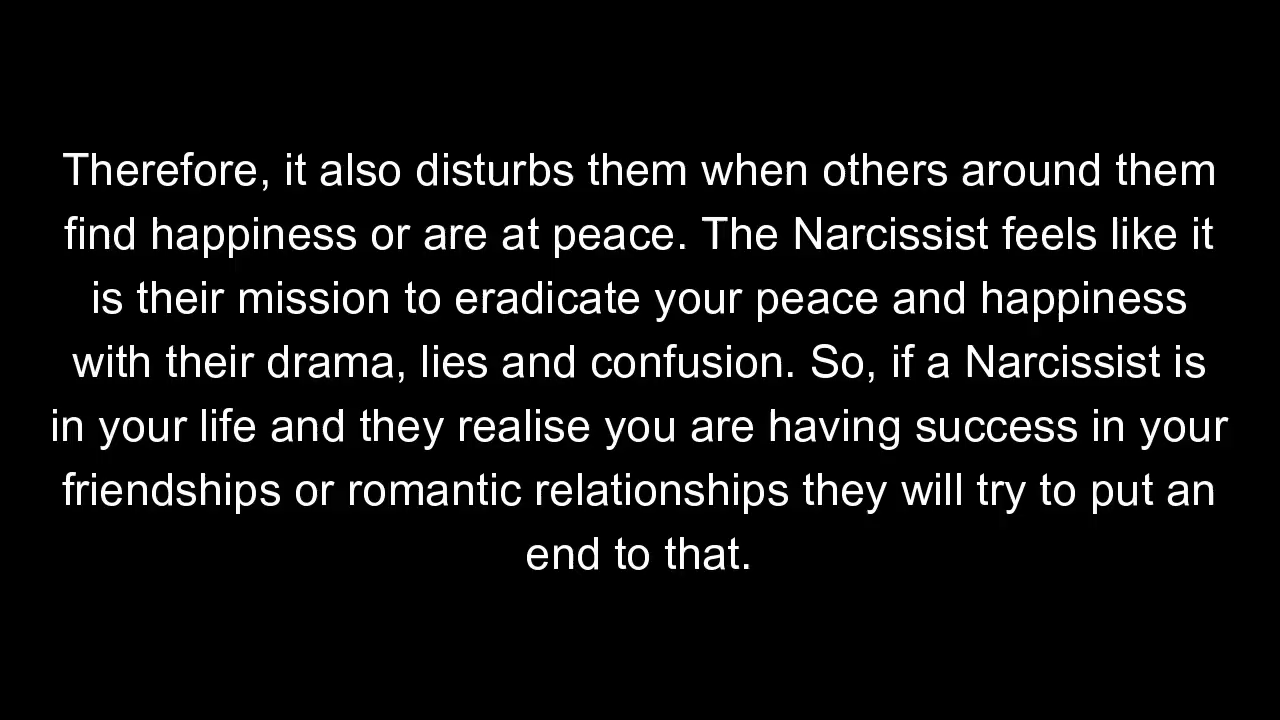 Therefore, it also disturbs them when others around them
find happiness or are at peace. The Narcissist feels like it
is their mission to eradicate your peace and happiness
with their drama, lies and confusion. So, if a Narcissist is
in your life and they realise you are having success in your
friendships or romantic relationships they will try to put an
end to that.